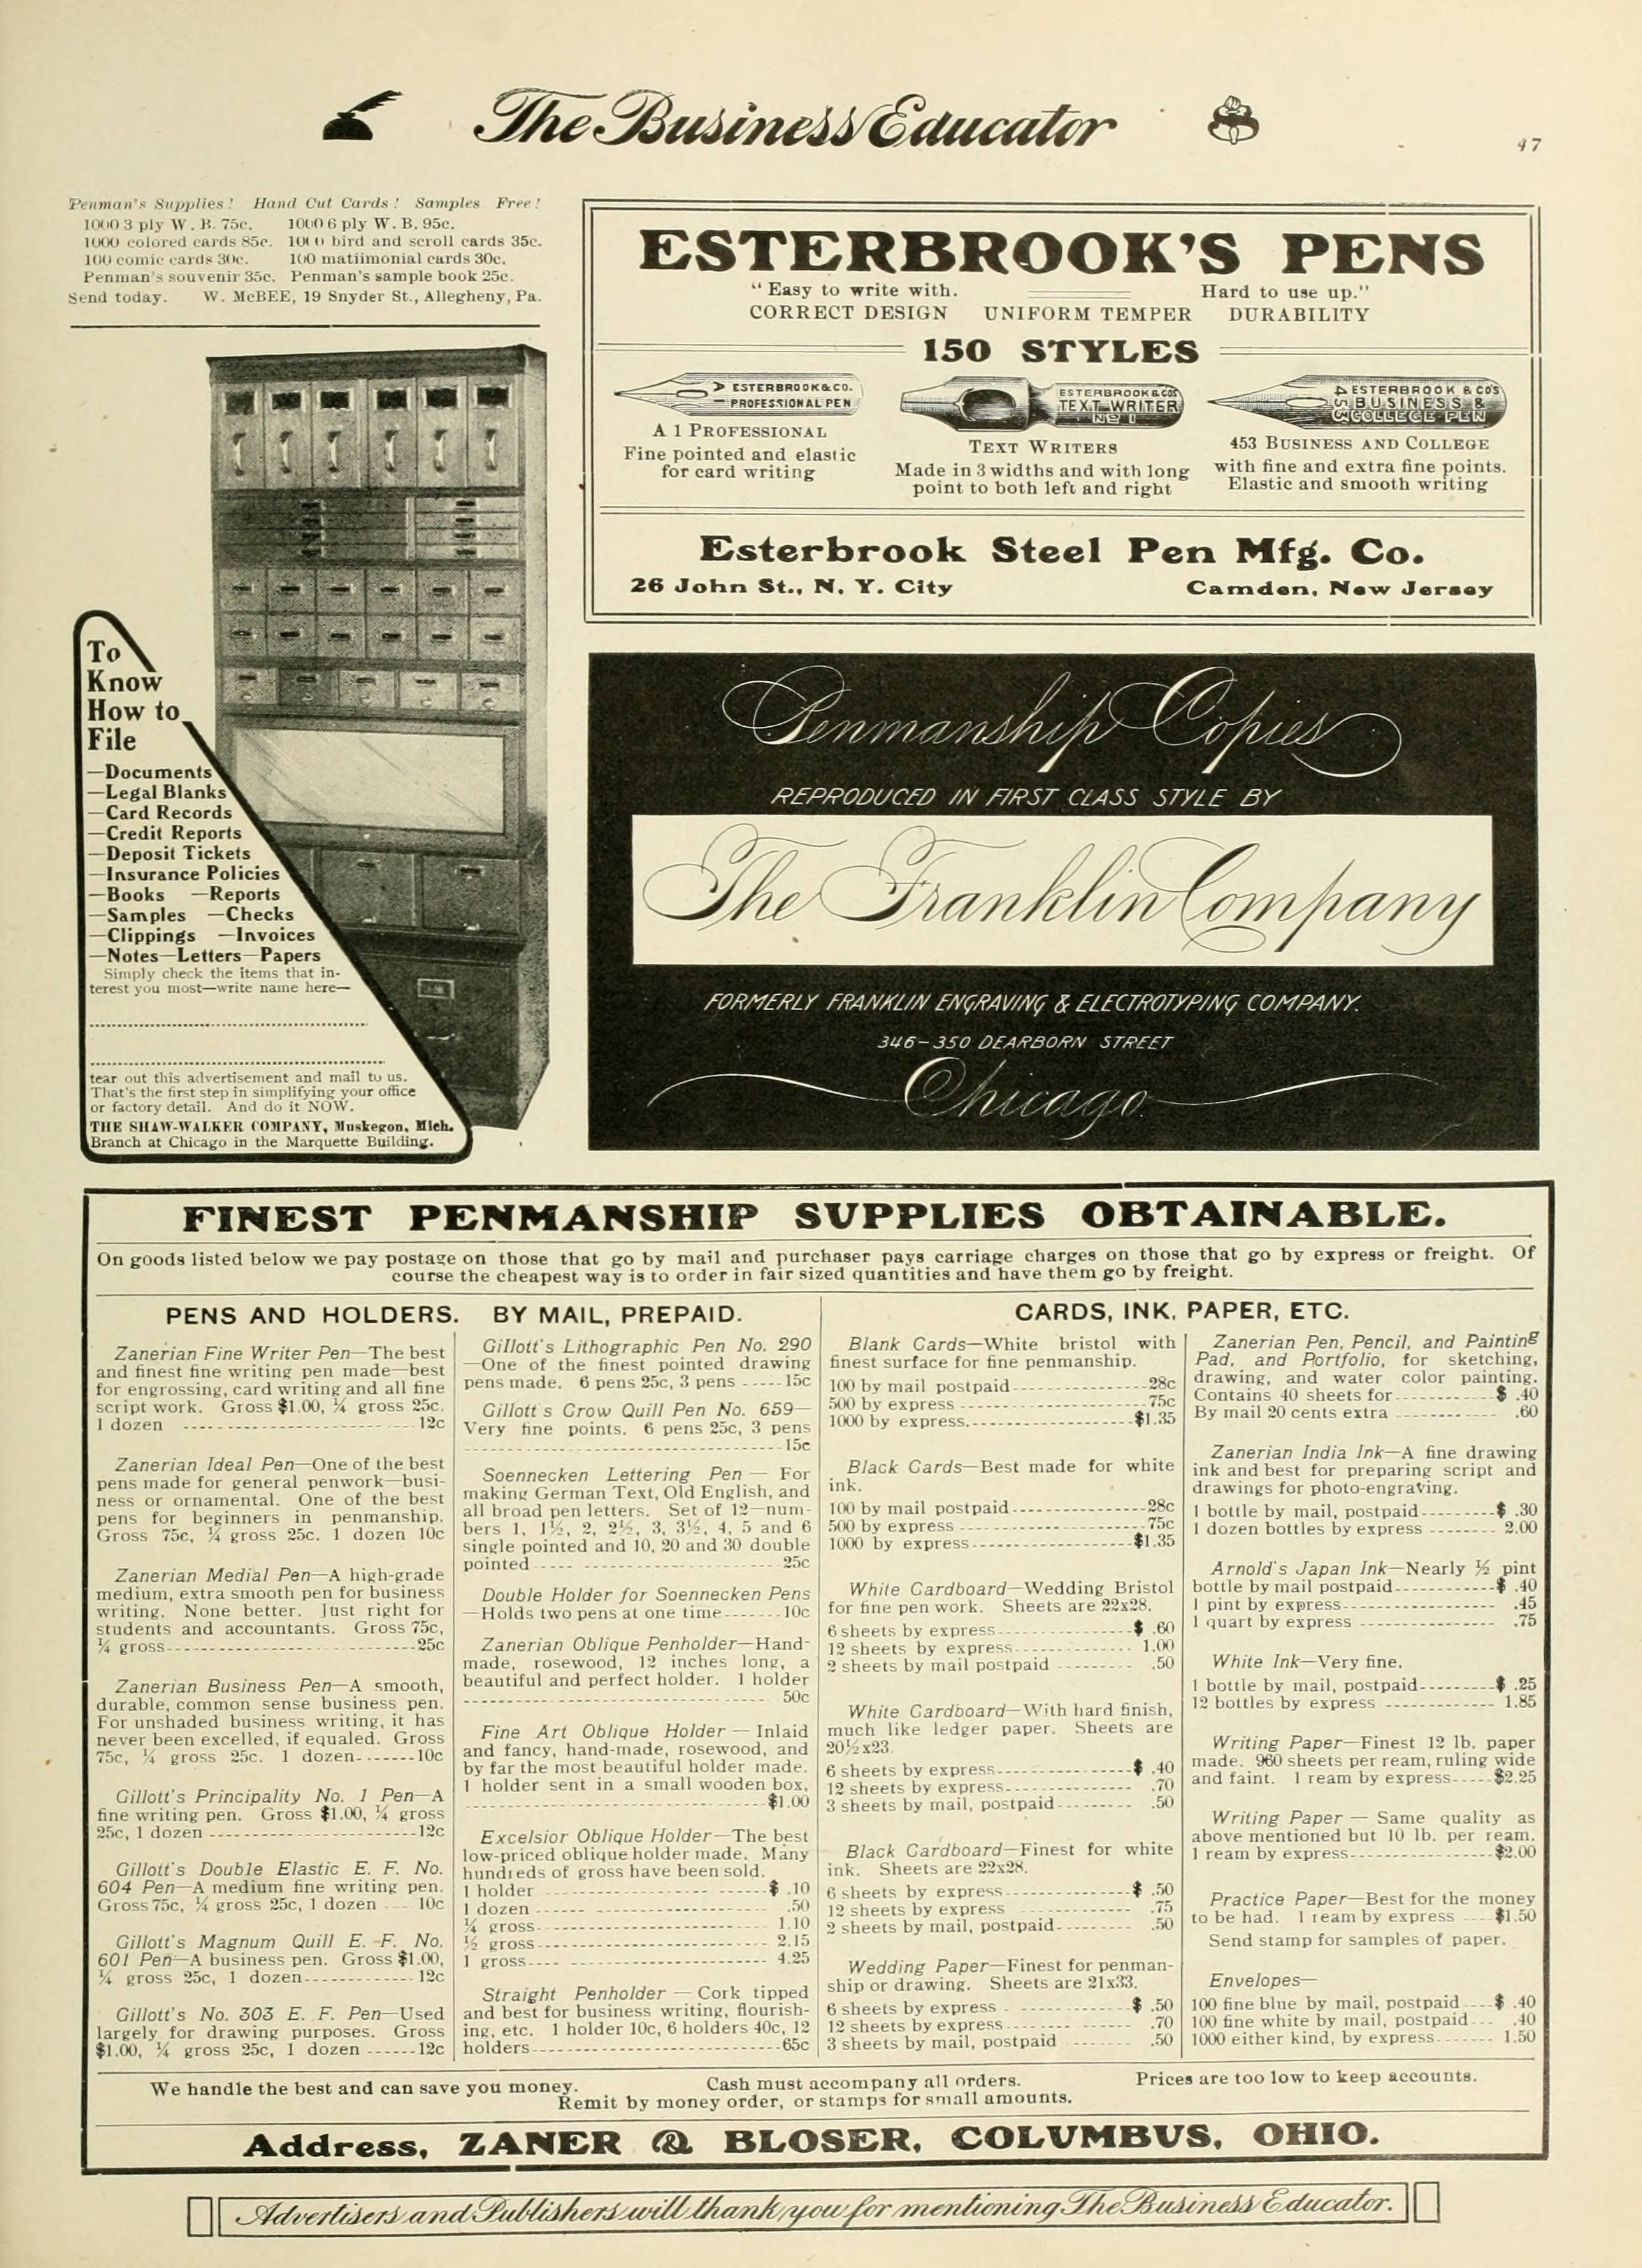 The Business Educator
47
Penman's Supplies! Hand Cut Cards! Samples Free!
1000 3 ply W. B. 75c. 1000 6 ply W. B. 95c.
1000 colored cards 85c. 1000 bird and scroll cards 35c.
100 comic cards 30c. 100 matiimonial cards 30c.
Penman's souvenir 35c. Penman's sample book 25c.
Send today. W. McBEE, 19 Snyder St., Allegheny, Pa.
To
Know
How to
File
—Documents
—Legal Blanks
—Card Records
—Credit Reports
—Deposit Tickets
—Insurance Policies
—Books —Reports
—Samples —Checks
—Clippings —Invoices
—Notes—Letters—Papers
Simply check the items that in-
terest you most—write name here—
tear out this advertisement and mail to us.
That's the first step in simplifying your office
or factory detail. And do it NOW.
THE SHAW-WALKER COMPANY, Muskegon, Mich.
Branch at Chicago in the Marquette Building.
ESTERBROOK'S PENS
"Easy to write with. Hard to use up."
CORRECT DESIGN UNIFORM TEMPER DURABILITY
150 STYLES
ESTERBROOK & CO.
PROFESSIONAL PEN
A 1 PROFESSIONAL
Fine pointed and elastic
for card writing
ESTERBROOK & CO'S
TEXT WRITER
No 1
TEXT WRITERS
Made in 3 widths and with long
point to both left and right
453
ESTERBROOK & CO'S
BUSINESS &
COLLEGE PEN
453 BUSINESS AND COLLEGE
with fine and extra fine points.
Elastic and smooth writing
Esterbrook Steel Pen Mfg. Co.
26 John St., N. Y. City Camden, New Jersey
Penmanship Copies
REPRODUCED IN FIRST CLASS STYLE BY
The Franklin Company
FORMERLY FRANKLIN ENGRAVING & ELECTROTYPING COMPANY.
346-350 DEARBORN STREET
Chicago
FINEST PENMANSHIP SUPPLIES OBTAINABLE.
On goods listed below we pay postage on those that go by mail and purchaser pays carriage charges on those that go by express or freight. Of
course the cheapest way is to order in fair sized quantities and have them go by freight.
PENS AND HOLDERS. BY MAIL, PREPAID.
Zanerian Fine Writer Pen—The best
and finest fine writing pen made—best
for engrossing, card writing and all fine
script work. Gross $1.00, ¼ gross 25c.
1 dozen 12c
Zanerian Ideal Pen—One of the best
pens made for general penwork—busi-
ness or ornamental. One of the best
pens for beginners in penmanship.
Gross 75c, ¼ gross 25c. 1 dozen 10c
Zanerian Medial Pen—A high-grade
medium, extra smooth pen for business
writing. None better. Just right for
students and accountants. Gross 75c,
¼ gross 25c
Zanerian Business Pen—A smooth,
durable, common sense business pen.
For unshaded business writing, it has
never been excelled, if equaled. Gross
75c, ¼ gross 25c. 1 dozen 10c
Gillott's Principality No. 1 Pen—A
fine writing pen. Gross $1.00, ¼ gross
25c, 1 dozen 12c
Gillott's Double Elastic E. F. No.
604 Pen—A medium fine writing pen.
Gross 75c, ¼ gross 25c, 1 dozen 10c
Gillott's Magnum Quill E. F. No.
601 Pen—A business pen. Gross $1.00,
¼ gross 25c, 1 dozen 12c
Gillott's No. 303 E. F. Pen—Used
largely for drawing purposes. Gross
$1.00, ¼ gross 25c, 1 dozen 12c
Gillott's Lithographic Pen No. 290
—One of the finest pointed drawing
pens made. 6 pens 25c, 3 pens 15c
Gillott's Crow Quill Pen No. 659—
Very fine points. 6 pens 25c, 3 pens
15c
Soennecken Lettering Pen — For
making German Text, Old English, and
all broad pen letters. Set of 12—num-
bers 1, 1½, 2, 2½, 3, 3½, 4, 5 and 6
single pointed and 10, 20 and 30 double
pointed 25c
Double Holder for Soennecken Pens
—Holds two pens at one time 10c
Zanerian Oblique Penholder—Hand-
made, rosewood, 12 inches long, a
beautiful and perfect holder. 1 holder
50c
Fine Art Oblique Holder — Inlaid
and fancy, hand-made, rosewood, and
by far the most beautiful holder made.
1 holder sent in a small wooden box,
$1.00
Excelsior Oblique Holder—The best
low-priced oblique holder made. Many
hundreds of gross have been sold.
1 holder $ .10
1 dozen .50
¼ gross 1.10
½ gross 2.15
1 gross 4.25
Straight Penholder — Cork tipped
and best for business writing, flourish-
ing, etc. 1 holder 10c, 6 holders 40c, 12
holders 65c
CARDS, INK, PAPER, ETC.
Blank Cards—White bristol with
finest surface for fine penmanship.
100 by mail postpaid 28c
500 by express 75c
1000 by express. $1.35
Black Cards—Best made for white
ink.
100 by mail postpaid 28c
500 by express 75c
1000 by express $1.35
White Cardboard—Wedding Bristol
for fine pen work. Sheets are 22x28.
6 sheets by express $ .60
12 sheets by express 1.00
2 sheets by mail postpaid .50
White Cardboard—With hard finish,
much like ledger paper. Sheets are
20½x23.
6 sheets by express $ .40
12 sheets by express .70
3 sheets by mail, postpaid .50
Black Cardboard—Finest for white
ink. Sheets are 22x28.
6 sheets by express $ .50
12 sheets by express .75
2 sheets by mail, postpaid .50
Wedding Paper—Finest for penman-
ship or drawing. Sheets are 21x33.
6 sheets by express $ .50
12 sheets by express .70
3 sheets by mail, postpaid .50
Zanerian Pen, Pencil, and Painting
Pad, and Portfolio, for sketching,
drawing, and water color painting.
Contains 40 sheets for $ .40
By mail 20 cents extra .60
Zanerian India Ink—A fine drawing
ink and best for preparing script and
drawings for photo-engraving.
1 bottle by mail, postpaid $ .30
1 dozen bottles by express 2.00
Arnold's Japan Ink—Nearly ½ pint
bottle by mail postpaid $ .40
1 pint by express .45
1 quart by express .75
White Ink—Very fine.
1 bottle by mail, postpaid $ .25
12 bottles by express 1.85
Writing Paper—Finest 12 lb. paper
made. 960 sheets per ream, ruling wide
and faint. 1 ream by express $2.25
Writing Paper — Same quality as
above mentioned but 10 lb. per ream.
1 ream by express $2.00
Practice Paper—Best for the money
to be had. 1 ream by express $1.50
Send stamp for samples of paper.
Envelopes—
100 fine blue by mail, postpaid $ .40
100 fine white by mail, postpaid .40
1000 either kind, by express 1.50
We handle the best and can save you money. Cash must accompany all orders. Prices are too low to keep accounts.
Remit by money order, or stamps for small amounts.
Address, ZANER & BLOSER, COLUMBUS, OHIO.
Advertisers and Publishers will thank you for mentioning The Business Educator.